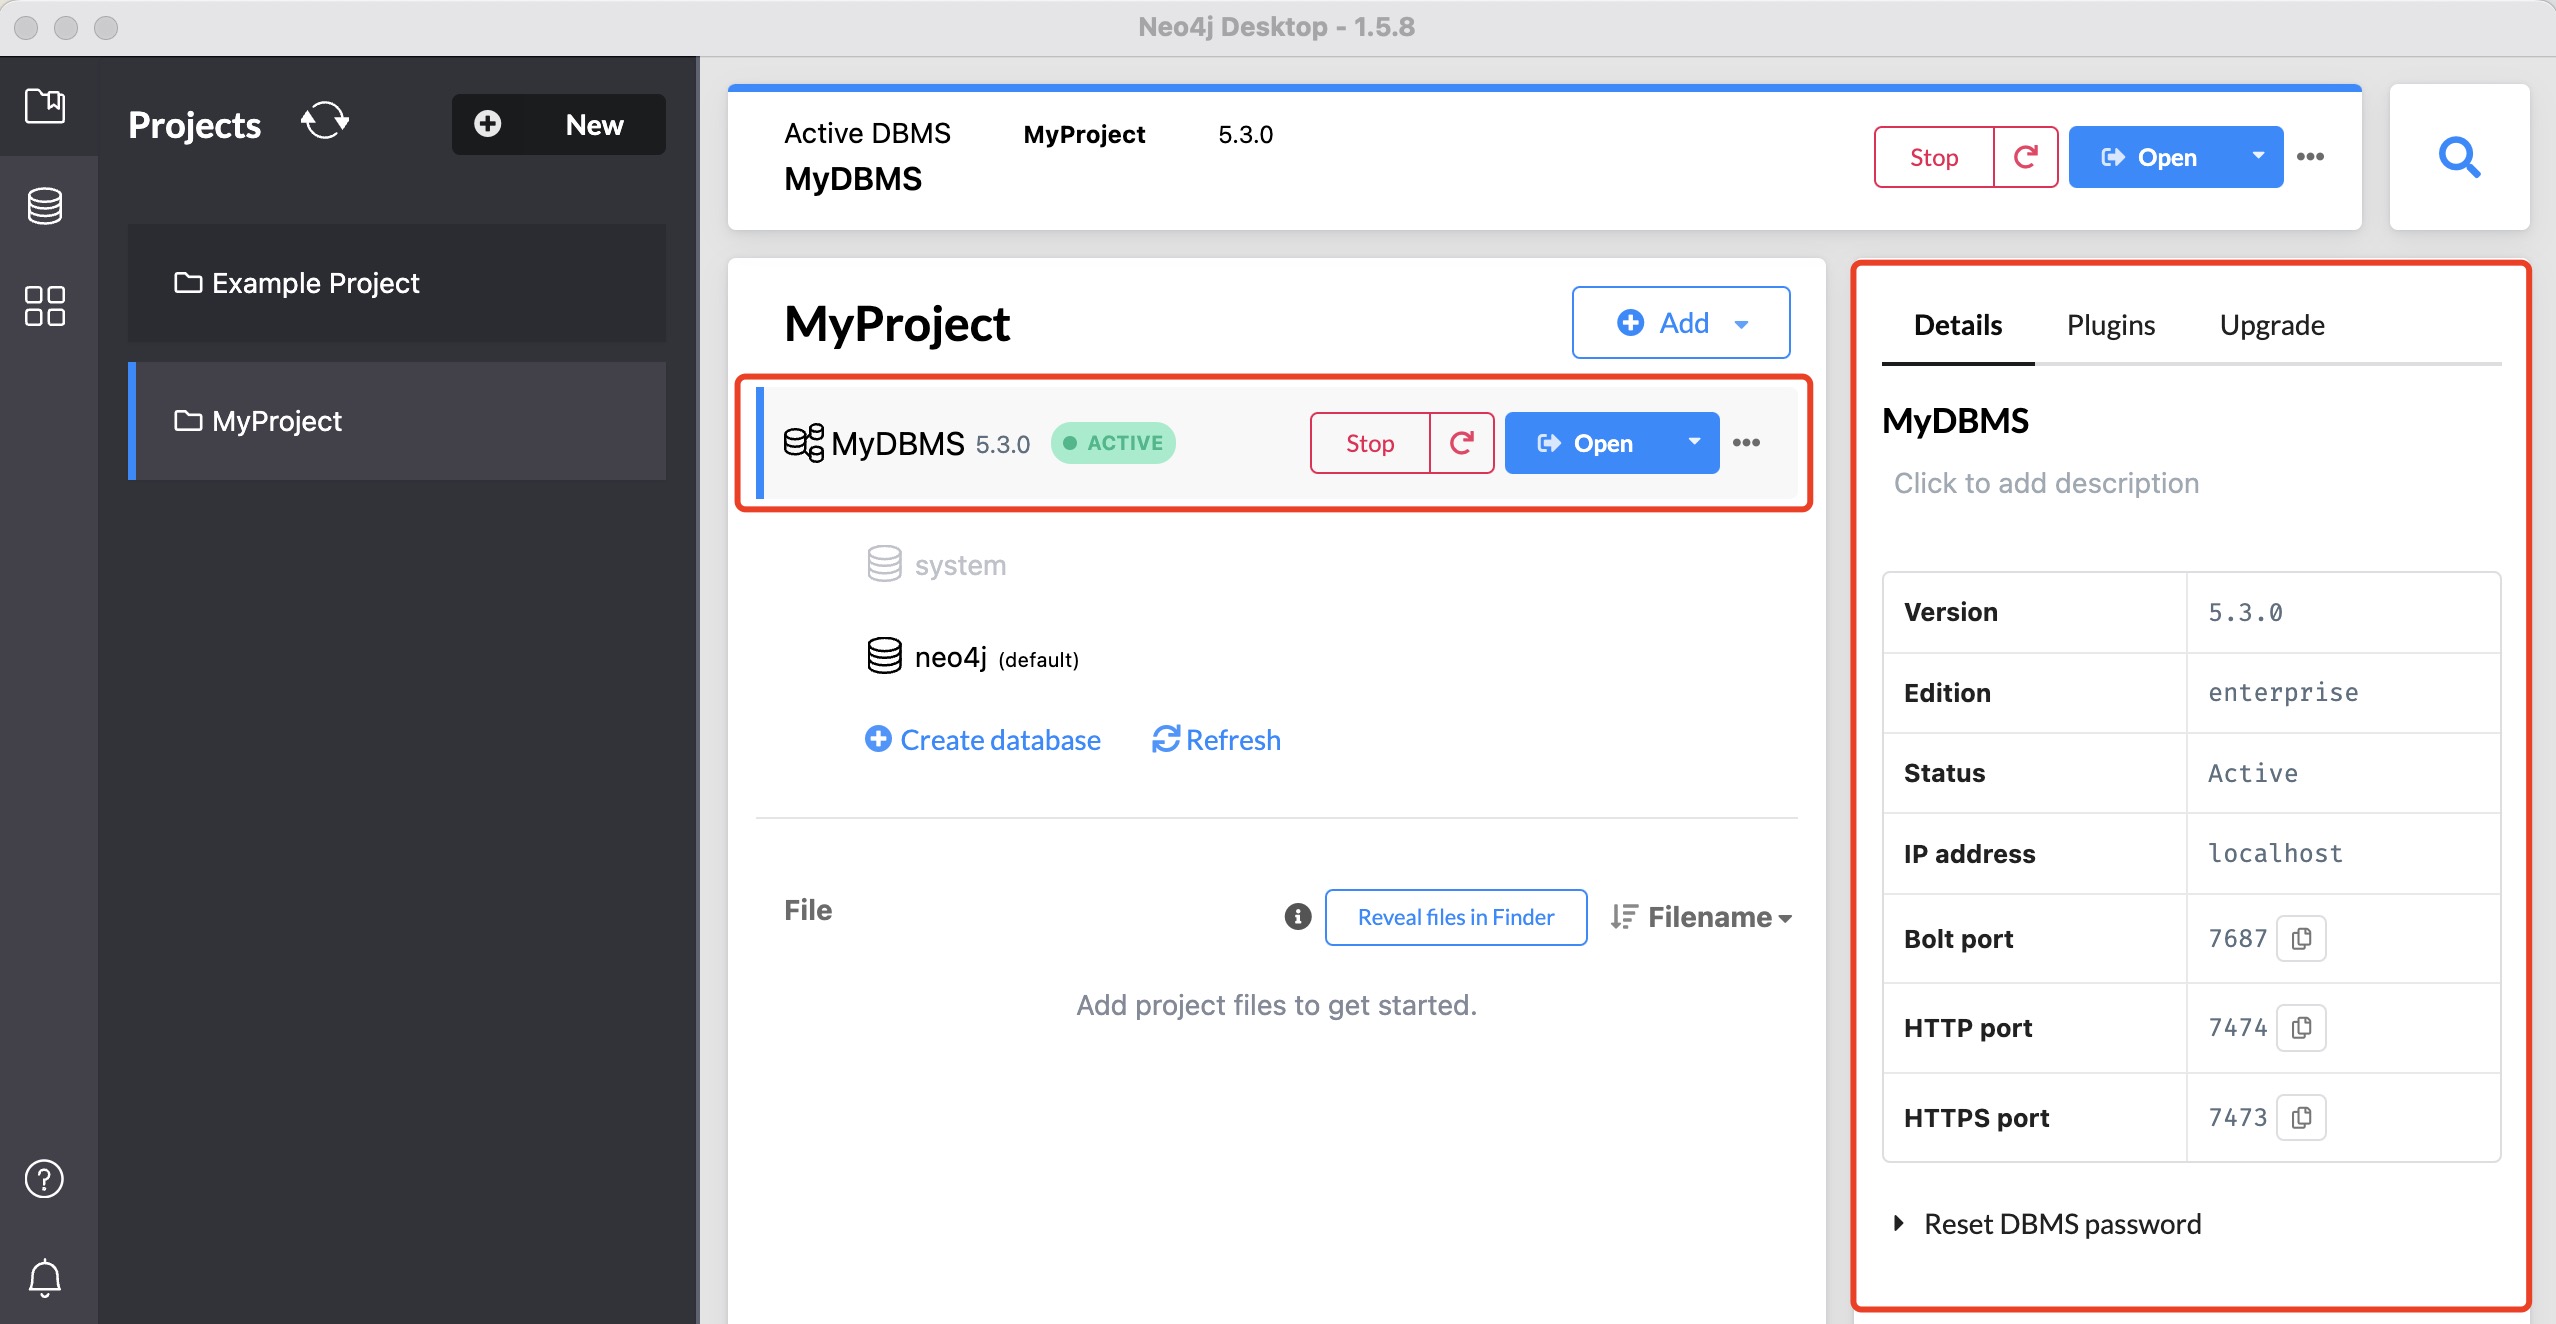 Neo4j Desktop - 1.5.8
Projects
New
Example Project
MyProject
Active DBMS
MyProject
5.3.0
MyDBMS
Stop
Open
MyProject
Add
MyDBMS 5.3.0 ACTIVE
Stop
Open
system
neo4j (default)
Create database
Refresh
File
Reveal files in Finder
Filename
Add project files to get started.
Details
Plugins
Upgrade
MyDBMS
Click to add description
Version 5.3.0
Edition enterprise
Status Active
IP address localhost
Bolt port 7687
HTTP port 7474
HTTPS port 7473
Reset DBMS password